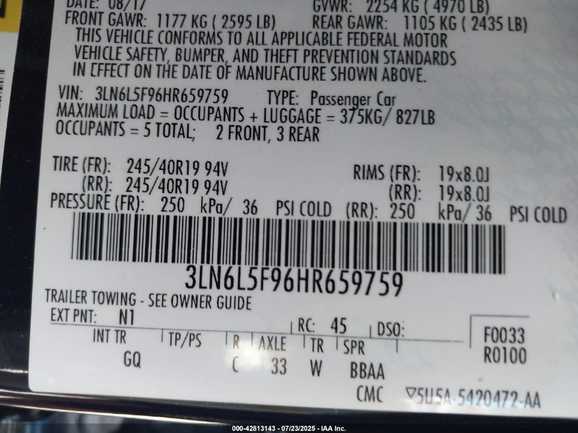 DATE: 08/17 GVWR: 2254 KG ( 4970 LB)
FRONT GAWR: 1177 KG ( 2595 LB) REAR GAWR: 1105 KG ( 2435 LB)
THIS VEHICLE CONFORMS TO ALL APPLICABLE FEDERAL MOTOR
VEHICLE SAFETY, BUMPER, AND THEFT PREVENTION STANDARDS
IN EFFECT ON THE DATE OF MANUFACTURE SHOWN ABOVE.
VIN: 3LN6L5F96HR659759 TYPE: Passenger Car
MAXIMUM LOAD = OCCUPANTS + LUGGAGE = 375KG/ 827LB
OCCUPANTS = 5 TOTAL; 2 FRONT, 3 REAR
TIRE (FR): 245/40R19 94V RIMS (FR): 19x8.0J
(RR): 245/40R19 94V (RR): 19x8.0J
PRESSURE (FR): 250 kPa/ 36 PSI COLD (RR): 250 kPa/ 36 PSI COLD
3LN6L5F96HR659759
TRAILER TOWING - SEE OWNER GUIDE
EXT PNT: N1 RC: 45 DSO: F0033
INT TR TP/PS R AXLE TR SPR R0100
GQ C 33 W BBAA
CMC ▽5U5A-5420472-AA
000-42813143 - 07/23/2025 - IAA Inc.